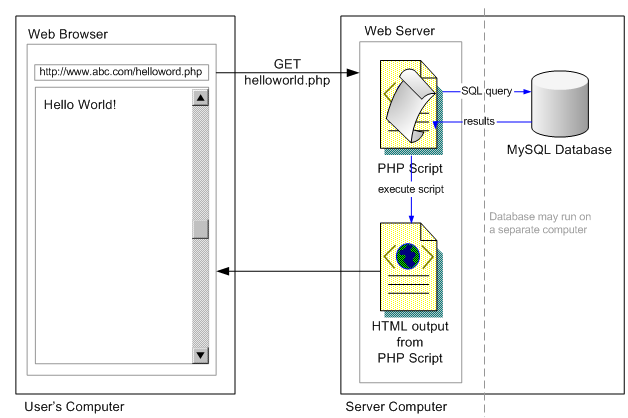 Web Browser
http://www.abc.com/helloword.php
Hello World!
User's Computer
GET
helloworld.php
Web Server
PHP Script
execute script
HTML output
from
PHP Script
Server Computer
SQL query
results
MySQL Database
Database may run on
a separate computer